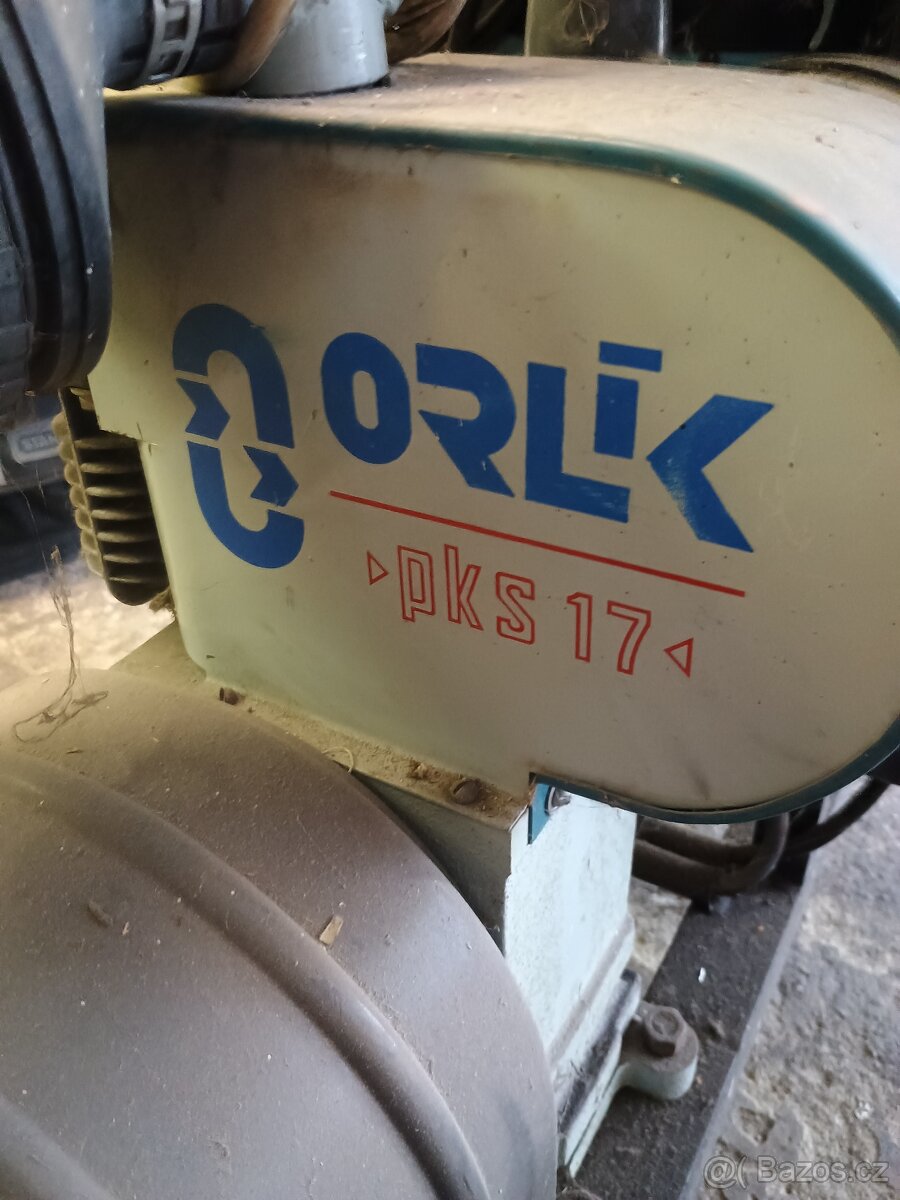 ORLÍK
pks 17
@( Bazos.cz